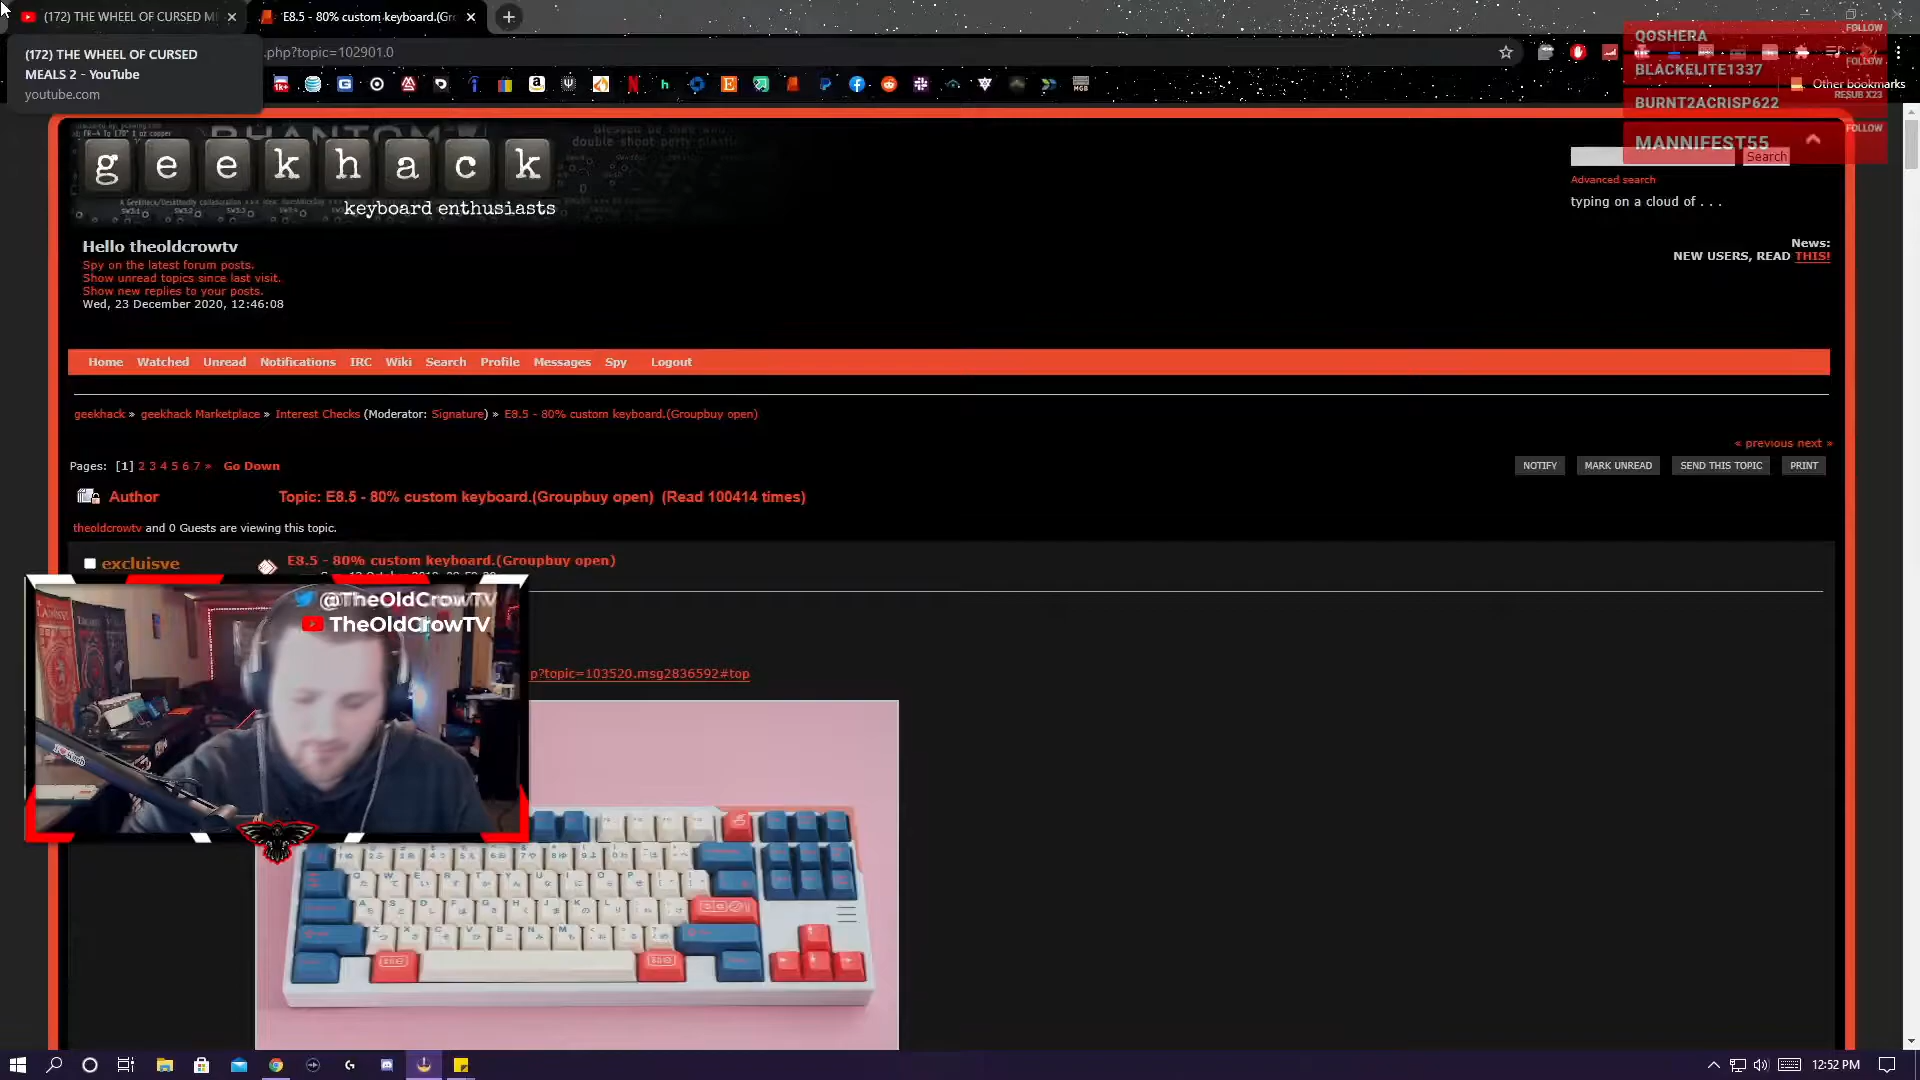 (172) THE WHEEL OF CURSED M
E8.5 - 80% custom keyboard.(Gr
(172) THE WHEEL OF CURSED
MEALS 2 - YouTube
youtube.com
.php?topic=102901.0
Other bookmarks
QOSHERA
FOLLOW
BLACKELITE1337
FOLLOW
BURNT2ACRISP622
RESUB X23
MANNIFEST55
FOLLOW
geekhack
keyboard enthusiasts
Search
Advanced search
typing on a cloud of . . .
Hello theoldcrowtv
Spy on the latest forum posts.
Show unread topics since last visit.
Show new replies to your posts.
Wed, 23 December 2020, 12:46:08
News:
NEW USERS, READ THIS!
Home Watched Unread Notifications IRC Wiki Search Profile Messages Spy Logout
geekhack » geekhack Marketplace » Interest Checks (Moderator: Signature) » E8.5 - 80% custom keyboard.(Groupbuy open)
« previous next »
Pages: [1] 2 3 4 5 6 7 » Go Down
NOTIFY MARK UNREAD SEND THIS TOPIC PRINT
Author Topic: E8.5 - 80% custom keyboard.(Groupbuy open) (Read 100414 times)
theoldcrowtv and 0 Guests are viewing this topic.
excluisve
E8.5 - 80% custom keyboard.(Groupbuy open)
@TheOldCrowTV
TheOldCrowTV
p?topic=103520.msg2836592#top
12:52 PM